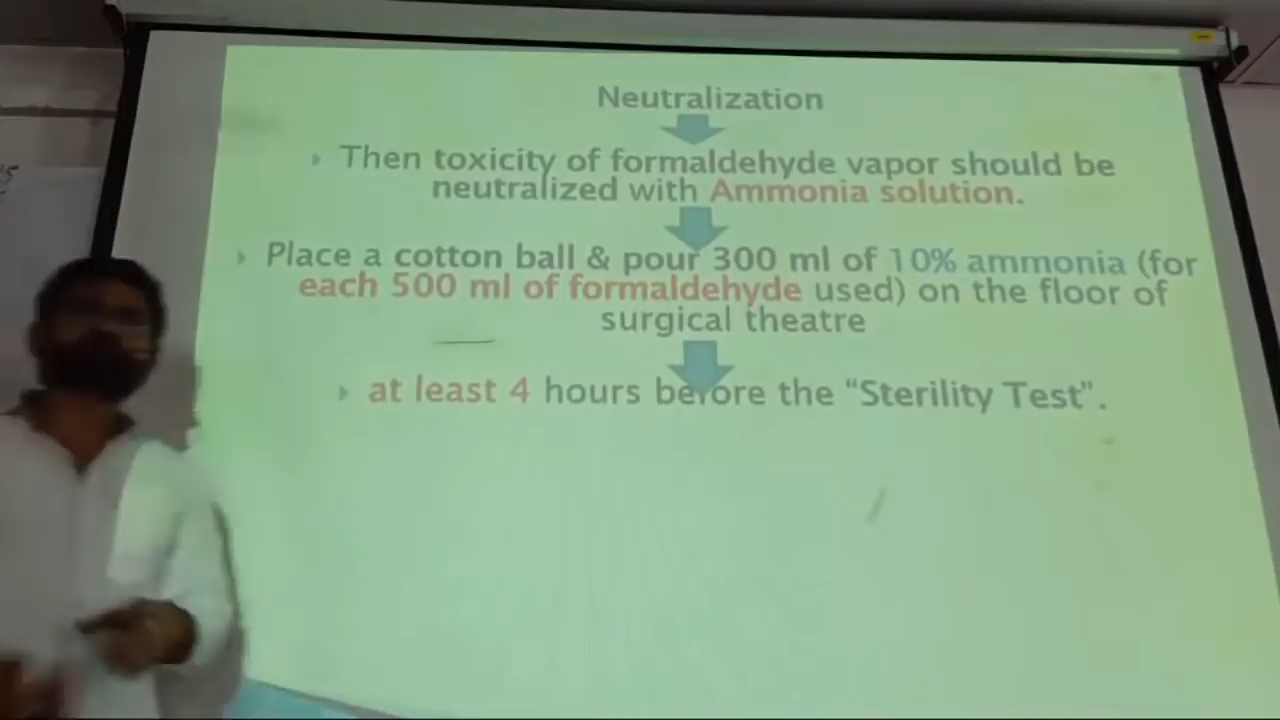 Neutralization
Then toxicity of formaldehyde vapor should be
neutralized with Ammonia solution.
Place a cotton ball & pour 300 ml of 10% ammonia (for
each 500 ml of formaldehyde used) on the floor of
surgical theatre
at least 4 hours before the "Sterility Test".